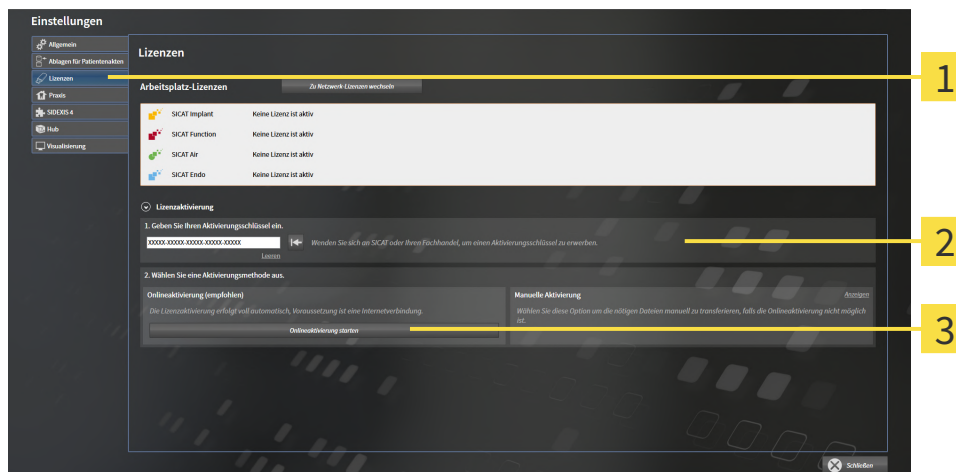 Einstellungen
Allgemein
Ablagen für Patientenakten
Lizenzen
Praxis
SIDEXIS 4
Hub
Visualisierung
Lizenzen
Arbeitsplatz-Lizenzen
Zu Netzwerk-Lizenzen wechseln
SICAT Implant Keine Lizenz ist aktiv
SICAT Function Keine Lizenz ist aktiv
SICAT Air Keine Lizenz ist aktiv
SICAT Endo Keine Lizenz ist aktiv
Lizenzaktivierung
1. Geben Sie Ihren Aktivierungsschlüssel ein.
XXXXX-XXXXX-XXXXX-XXXXX-XXXXX
Wenden Sie sich an SICAT oder Ihren Fachhandel, um einen Aktivierungsschlüssel zu erwerben.
Leeren
2. Wählen Sie eine Aktivierungsmethode aus.
Onlineaktivierung (empfohlen)
Die Lizenzaktivierung erfolgt voll automatisch, Voraussetzung ist eine Internetverbindung.
Onlineaktivierung starten
Manuelle Aktivierung
Anzeigen
Wählen Sie diese Option um die nötigen Dateien manuell zu transferieren, falls die Onlineaktivierung nicht möglich
ist.
Schließen
1
2
3